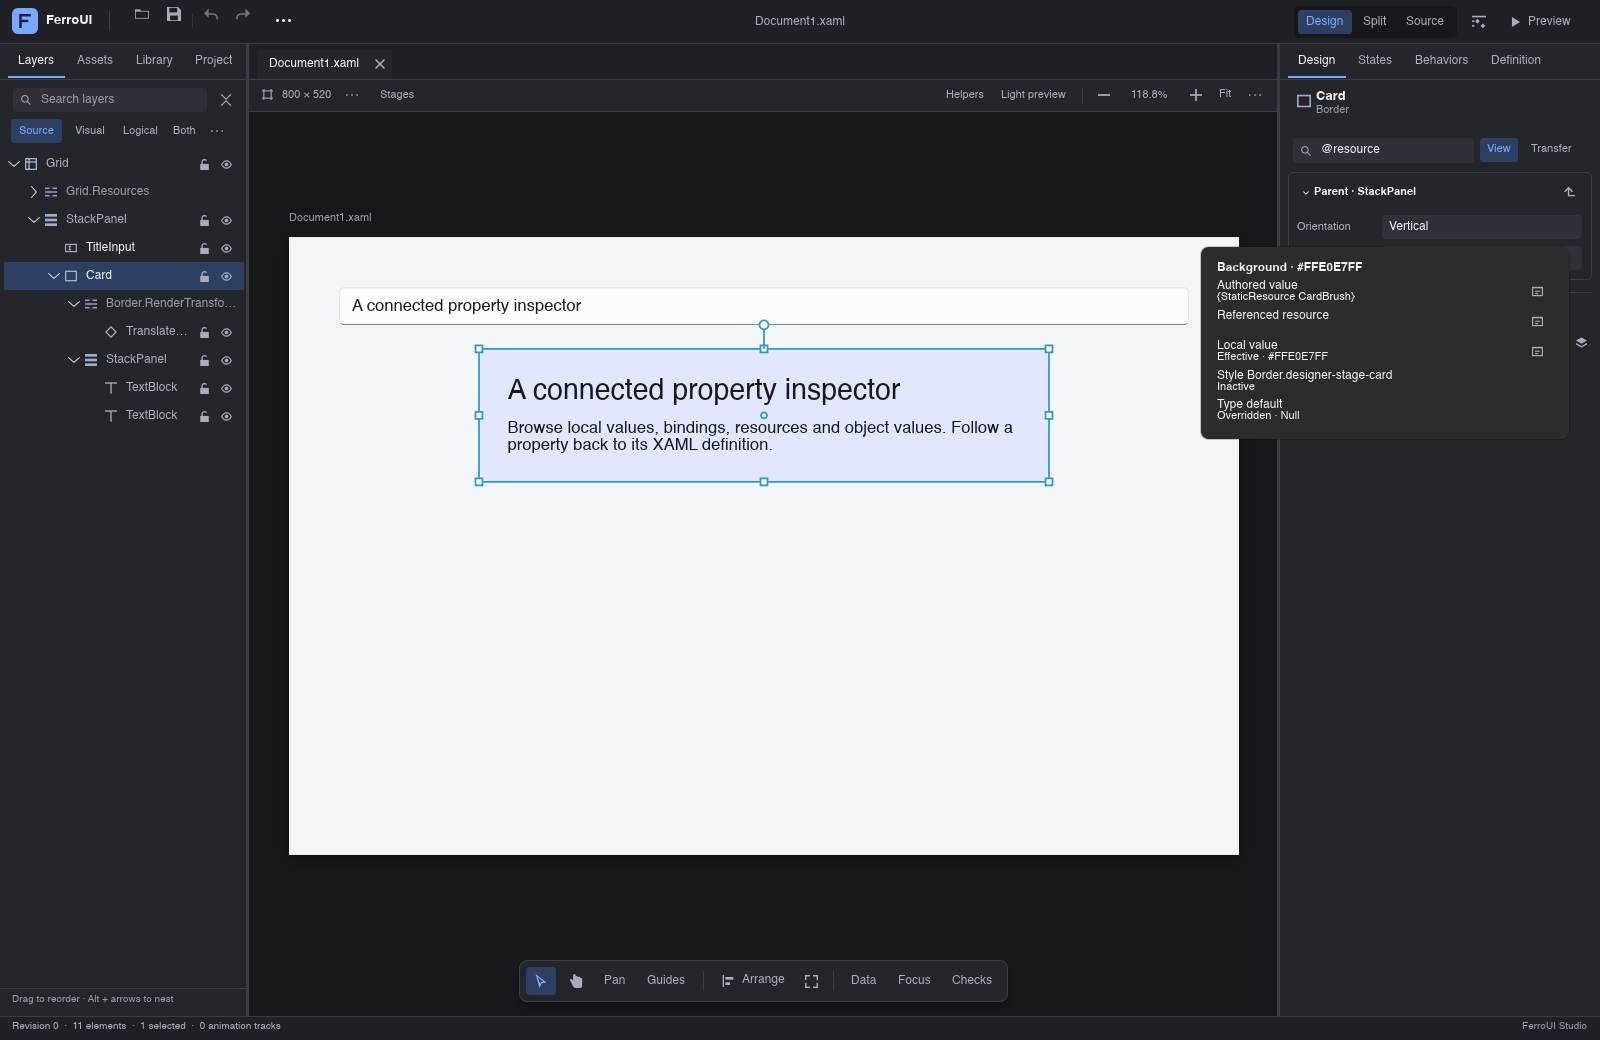 FerroUI
Document1.xaml
Design
Split
Source
Preview
Layers
Assets
Library
Project
Search layers
Source
Visual
Logical
Both
Grid
Grid.Resources
StackPanel
TitleInput
Card
Border.RenderTransfo...
Translate...
StackPanel
TextBlock
TextBlock
Drag to reorder · Alt + arrows to nest
Document1.xaml
800 × 520
Stages
Helpers
Light preview
118.8%
Fit
Document1.xaml
A connected property inspector
A connected property inspector
Browse local values, bindings, resources and object values. Follow a
property back to its XAML definition.
Pan
Guides
Arrange
Data
Focus
Checks
Design
States
Behaviors
Definition
Card
Border
@resource
View
Transfer
Parent · StackPanel
Orientation
Vertical
Background · #FFE0E7FF
Authored value
{StaticResource CardBrush}
Referenced resource
Local value
Effective · #FFE0E7FF
Style Border.designer-stage-card
Inactive
Type default
Overridden · Null
Revision 0 · 11 elements · 1 selected · 0 animation tracks
FerroUI Studio